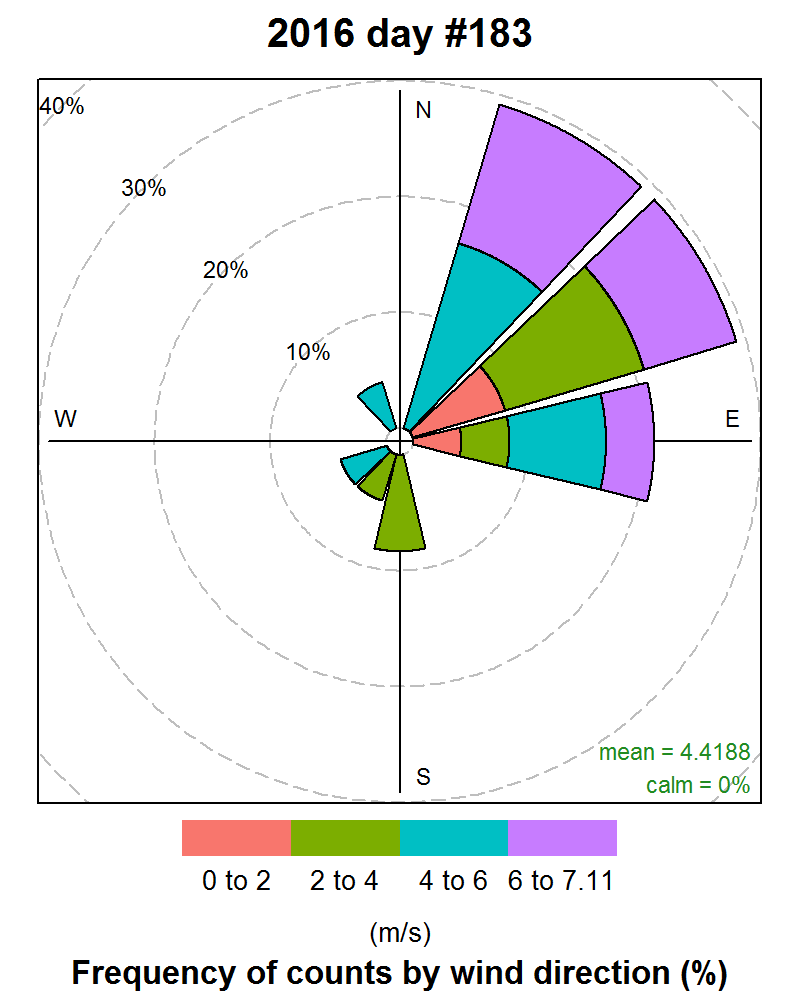 2016 day #183
40%
N
30%
20%
10%
W
E
S
mean = 4.4188
calm = 0%
0 to 2 2 to 4 4 to 6 6 to 7.11
(m/s)
Frequency of counts by wind direction (%)